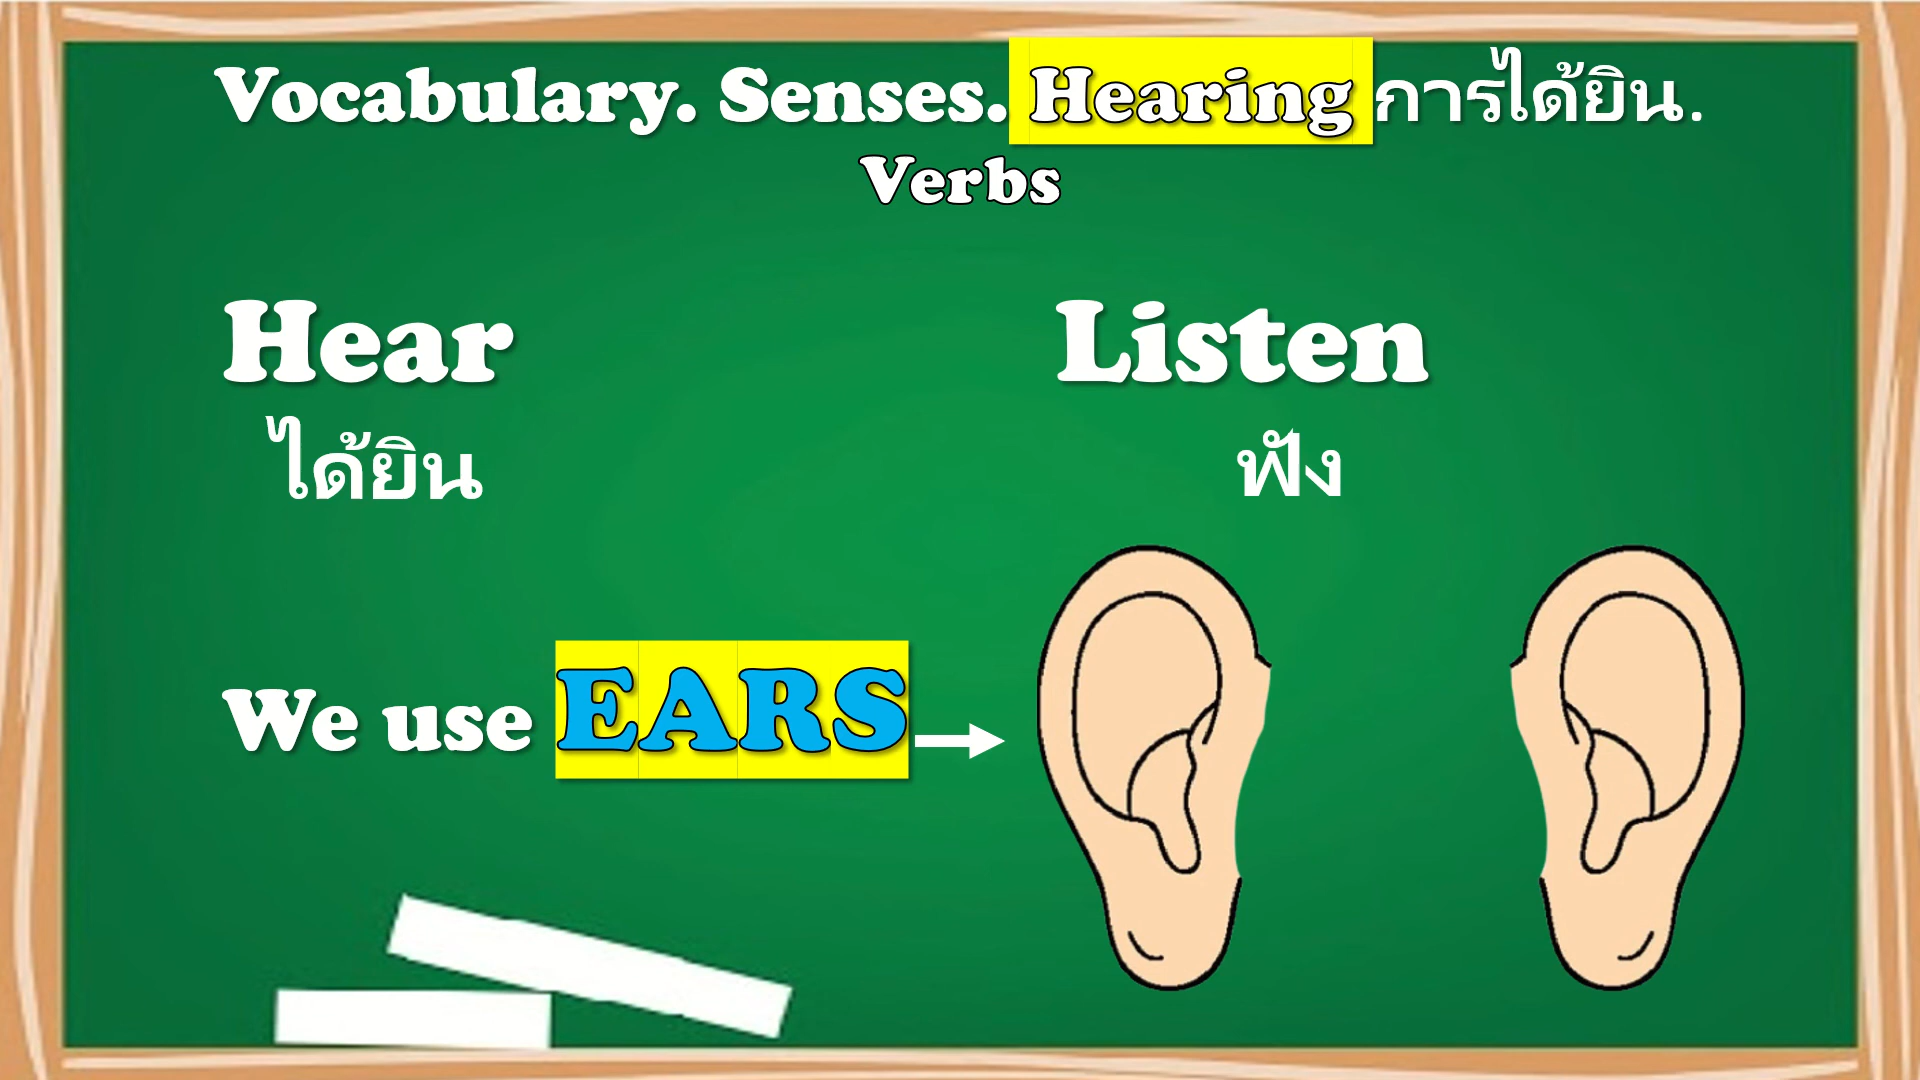 Vocabulary. Senses. Hearing การได้ยิน.
Verbs
Hear
Listen
ได้ยิน
ฟัง
We use EARS